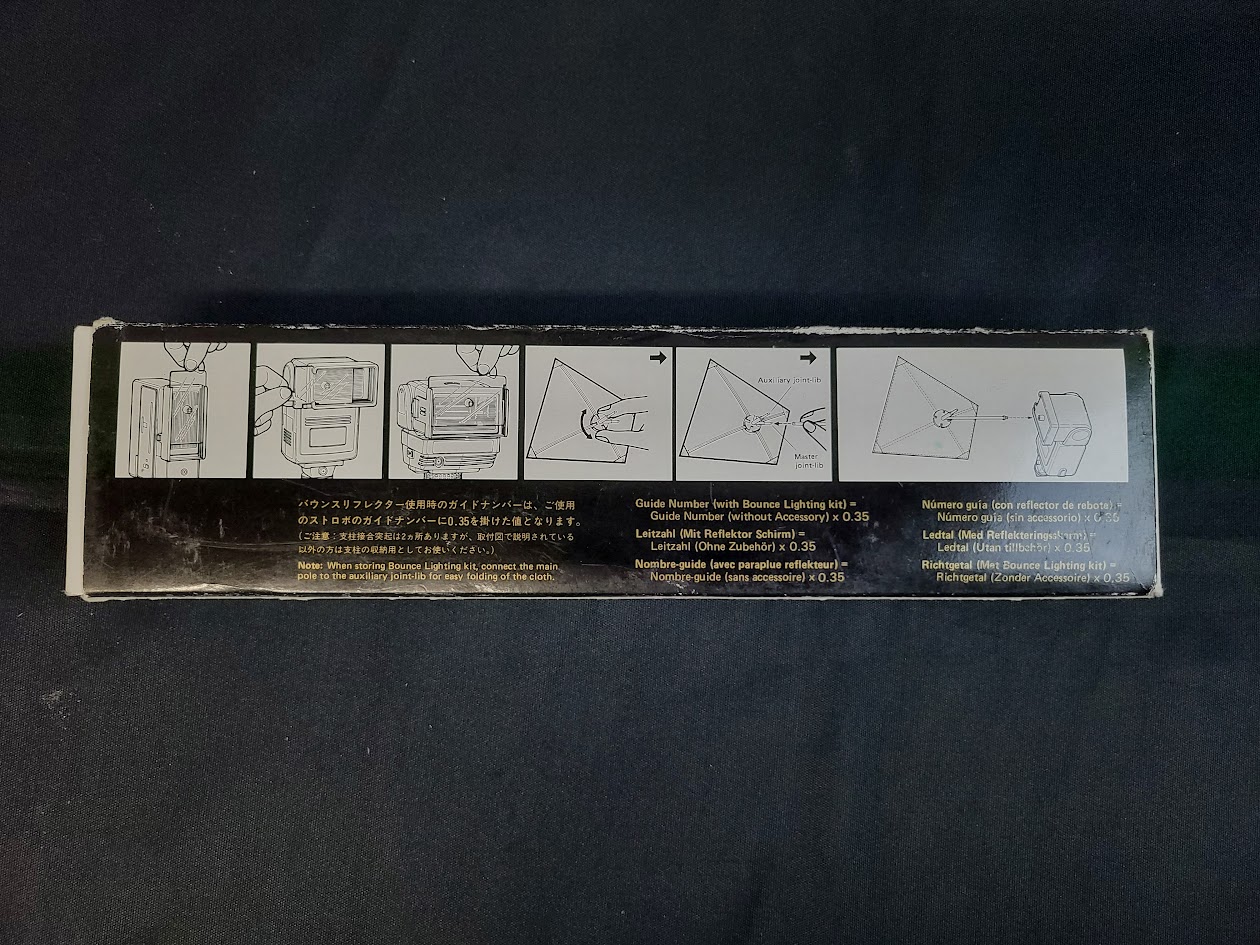 Auxiliary joint-lib
Master
joint-lib
バウンスリフレクター使用時のガイドナンバーは、ご使用
のストロボのガイドナンバーに0.35を掛けた値となります。
(ご注意：支柱接合突起は2ヵ所ありますが、取付図で説明されている
以外の方は支柱の収納用としてお使いください。)
Note: When storing Bounce Lighting kit, connect the main
pole to the auxiliary joint-lib for easy folding of the cloth.
Guide Number (with Bounce Lighting kit) =
Guide Number (without Accessory) x 0.35
Leitzahl (Mit Reflektor Schirm) =
Leitzahl (Ohne Zubehör) x 0.35
Nombre-guide (avec paraplue reflekteur) =
Nombre-guide (sans accessoire) x 0.35
Número guía (con reflector de rebote) =
Número guía (sin accessorio) x 0.35
Ledtal (Med Reflekteringsskärm) =
Ledtal (Utan tillbehör) x 0.35
Richtgetal (Met Bounce Lighting kit) =
Richtgetal (Zonder Accessoire) x 0.35